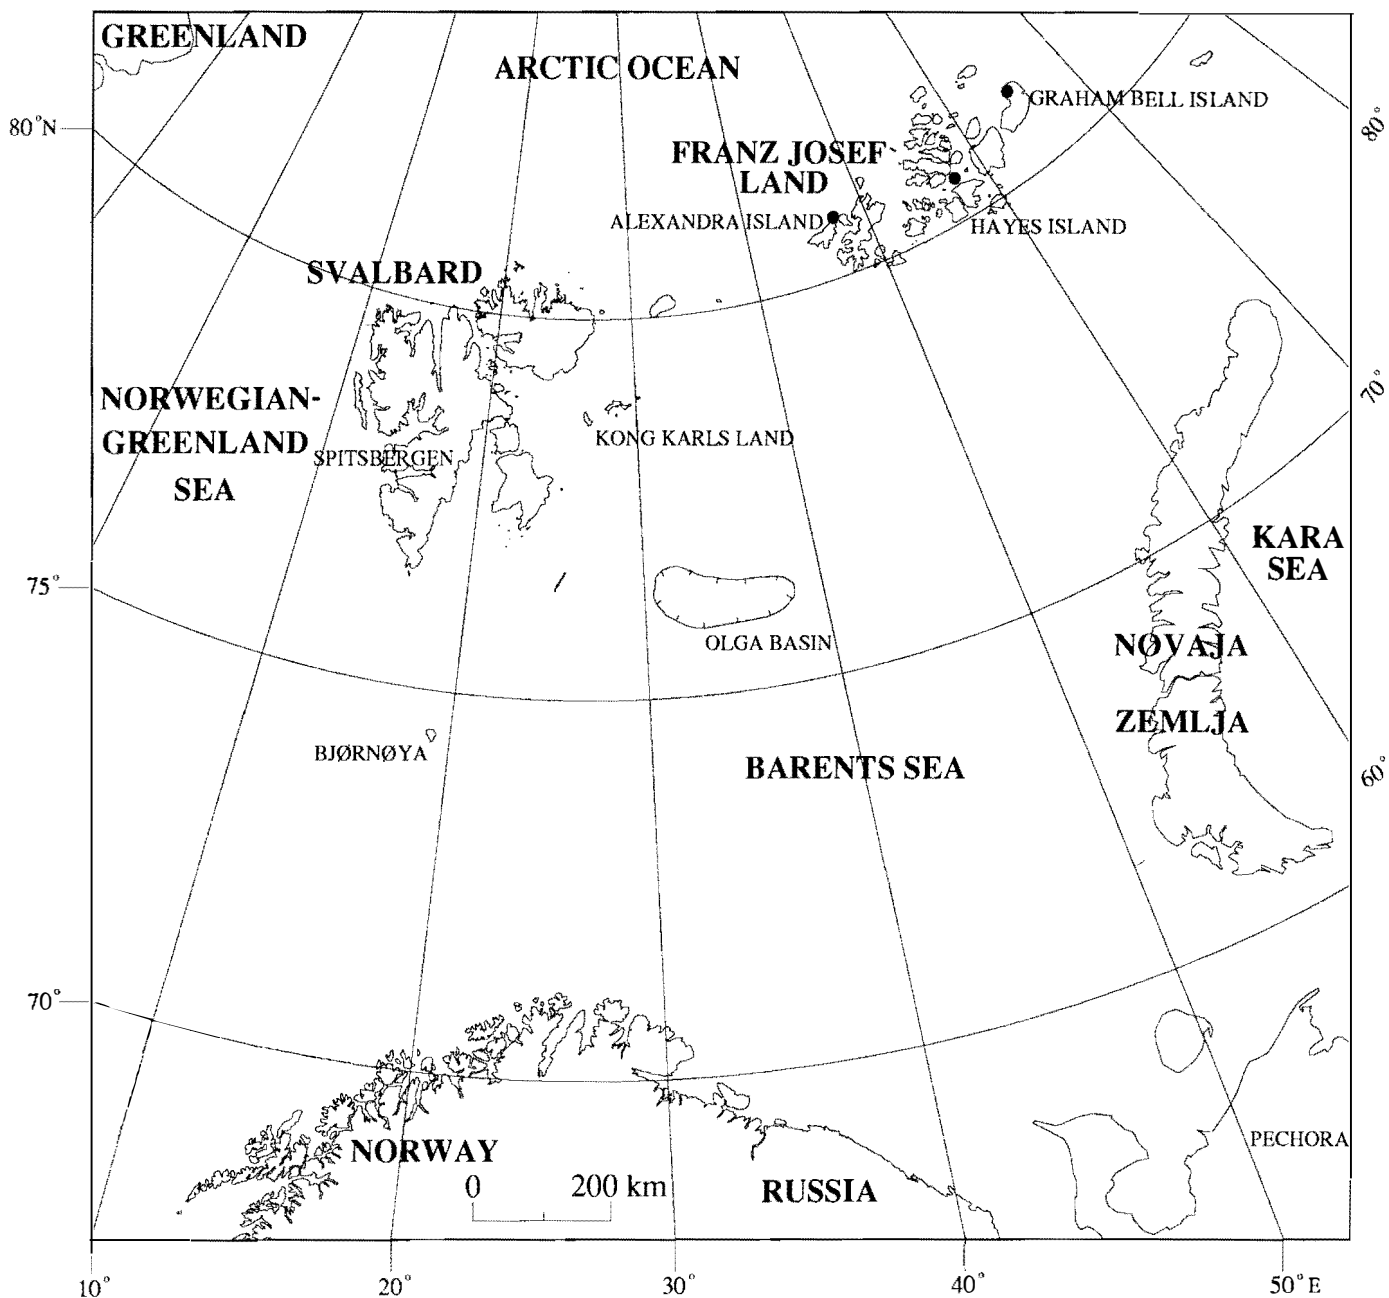 GREENLAND
ARCTIC OCEAN
GRAHAM BELL ISLAND
80°N
80°
FRANZ JOSEF
LAND
ALEXANDRA ISLAND
HAYES ISLAND
SVALBARD
70°
NORWEGIAN-
GREENLAND
SEA
KONG KARLS LAND
SPITSBERGEN
KARA
SEA
75°
OLGA BASIN
NOVAJA
ZEMLJA
BJØRNØYA
BARENTS SEA
60°
70°
PECHORA
NORWAY
0 200 km
RUSSIA
10° 20° 30° 40° 50°E